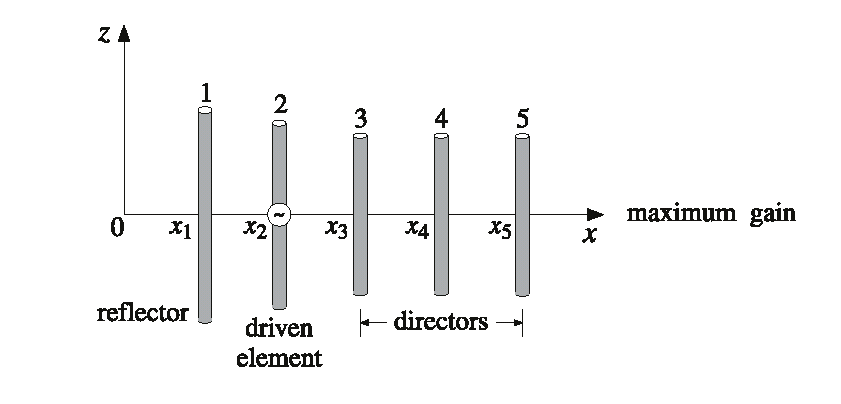 z
1
2
3
4
5
0
x1
x2
x3
x4
x5
x
maximum gain
reflector
driven
element
directors
~